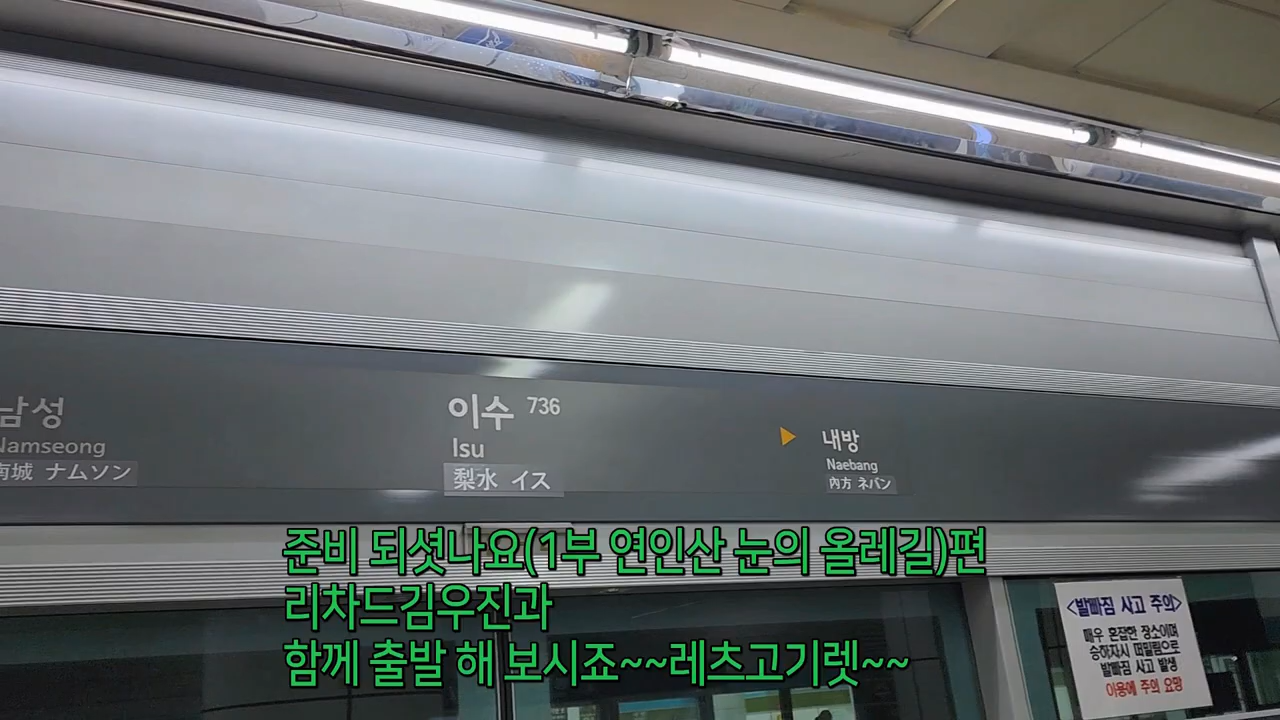 남성
Namseong
南城 ナムソン
이수 736
Isu
梨水 イス
내방
Naebang
內方 ネバン
준비 되셧나요(1부 연인산 눈의 올레길)편
리차드김우진과
함께 출발 해 보시죠~~레츠고기렛~~
<발빠짐 사고 주의>
매우 혼잡한 장소이며
승하차시 떠밀림으로
발빠짐 사고 발생
이용에 주의 요망